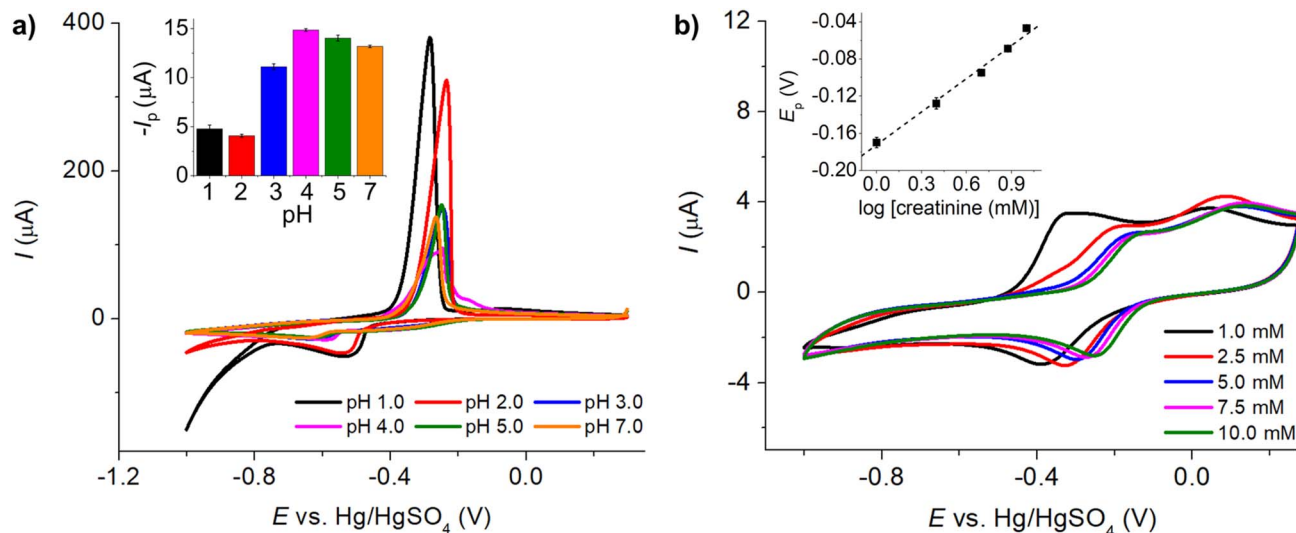 a)
400
200
0
I (μA)
-1.2
-0.8
-0.4
0.0
E vs. Hg/HgSO4 (V)
15
10
5
0
-Ip (μA)
1 2 3 4 5 7
pH
pH 1.0 pH 2.0 pH 3.0
pH 4.0 pH 5.0 pH 7.0
b)
12
8
4
0
-4
I (μA)
-0.8
-0.4
0.0
E vs. Hg/HgSO4 (V)
-0.04
-0.08
-0.12
-0.16
-0.20
Ep (V)
0.0 0.3 0.6 0.9
log [creatinine (mM)]
1.0 mM
2.5 mM
5.0 mM
7.5 mM
10.0 mM